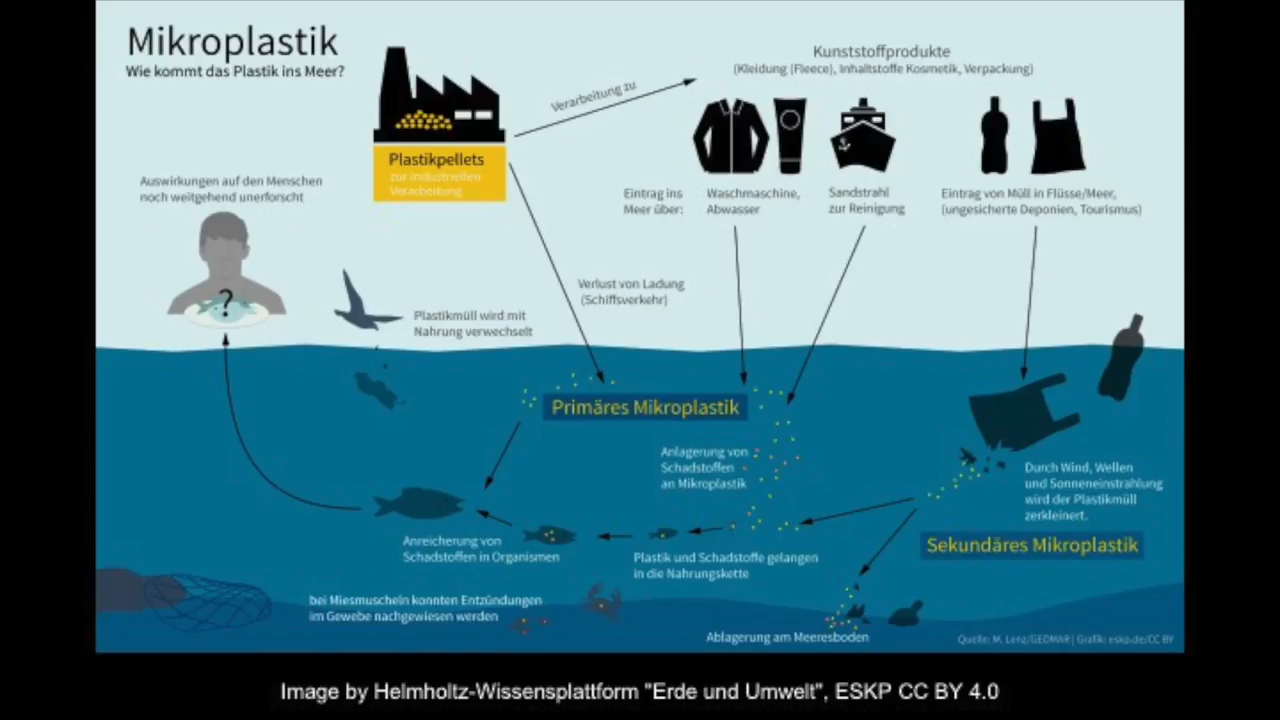 Mikroplastik
Wie kommt das Plastik ins Meer?
Kunststoffprodukte
(Kleidung (Fleece), Inhaltstoffe Kosmetik, Verpackung)
Verarbeitung zu
Plastikpellets
zur industriellen
Verarbeitung
Auswirkungen auf den Menschen
noch weitgehend unerforscht
Eintrag ins
Meer über:
Waschmaschine,
Abwasser
Sandstrahl
zur Reinigung
Eintrag von Müll in Flüsse/Meer,
(ungesicherte Deponien, Tourismus)
?
Verlust von Ladung
(Schiffsverkehr)
Plastikmüll wird mit
Nahrung verwechselt
Primäres Mikroplastik
Anlagerung von
Schadstoffen
an Mikroplastik
Durch Wind, Wellen
und Sonneneinstrahlung
wird der Plastikmüll
zerkleinert.
Sekundäres Mikroplastik
Anreicherung von
Schadstoffen in Organismen
Plastik und Schadstoffe gelangen
in die Nahrungskette
bei Miesmuscheln konnten Entzündungen
im Gewebe nachgewiesen werden
Ablagerung am Meeresboden
Quelle: M. Lenz/GEOMAR | Grafik: eskp.de/CC BY
Image by Helmholtz-Wissensplattform "Erde und Umwelt", ESKP CC BY 4.0